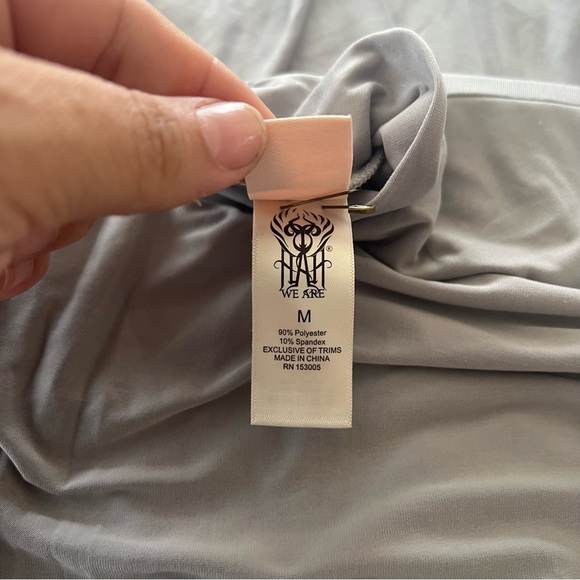 HAH®
WE ARE
M
90% Polyester
10% Spandex
EXCLUSIVE OF TRIMS
MADE IN CHINA
RN 153005